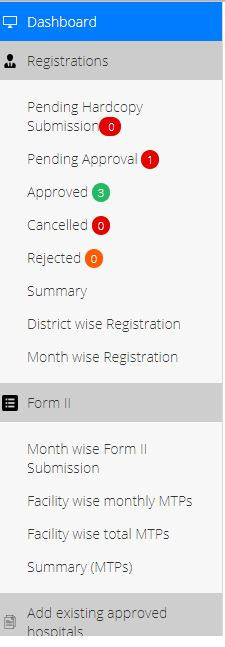 Dashboard
Registrations
Pending Hardcopy
Submission 0
Pending Approval 1
Approved 3
Cancelled 0
Rejected 0
Summary
District wise Registration
Month wise Registration
Form II
Month wise Form II
Submission
Facility wise monthly MTPs
Facility wise total MTPs
Summary (MTPs)
Add existing approved
hospitals